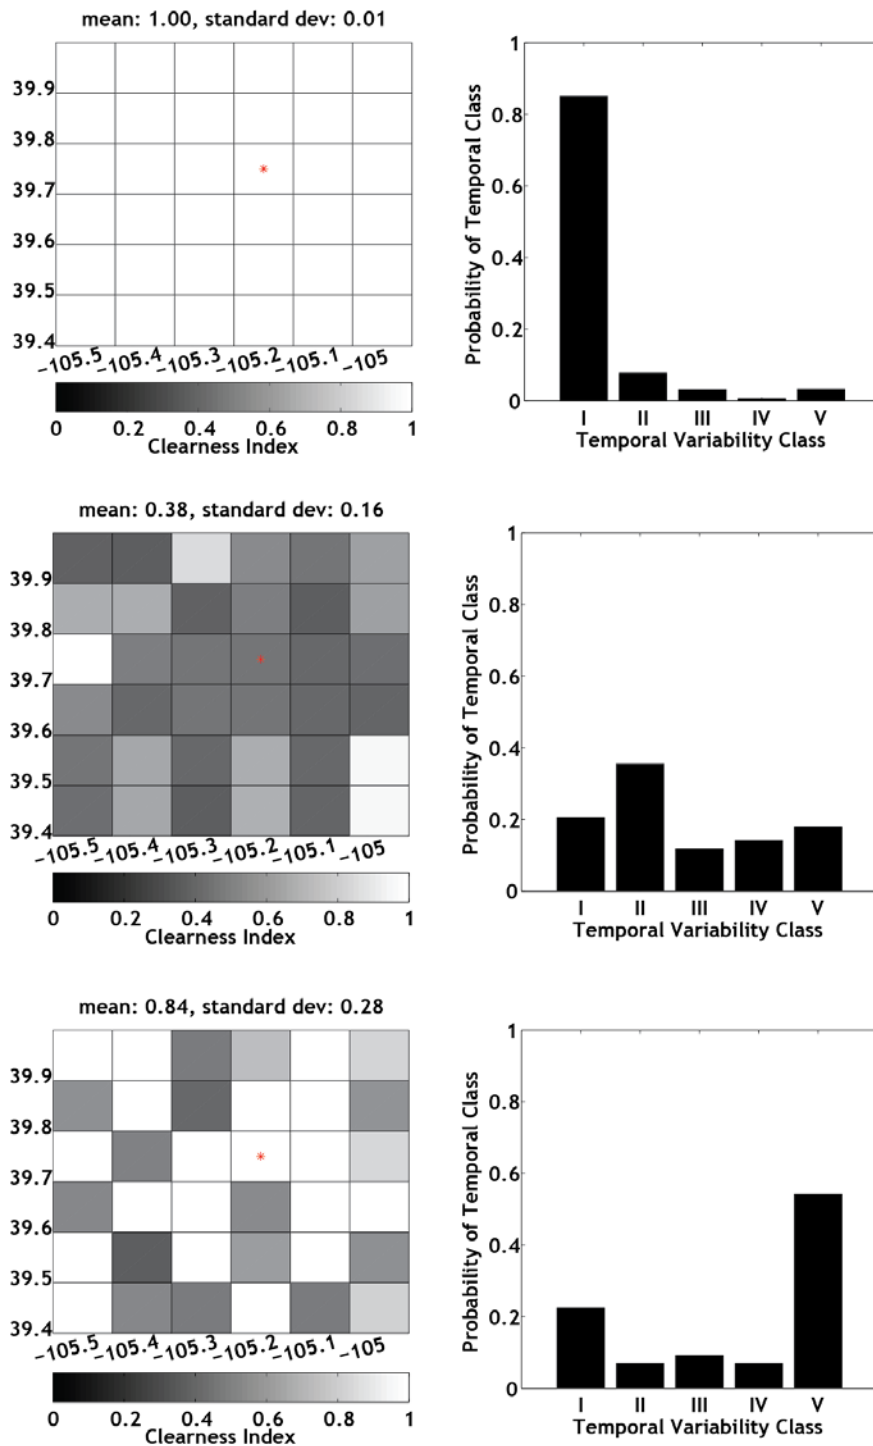 mean: 1.00, standard dev: 0.01
39.9
39.8
39.7
39.6
39.5
39.4
−105.5 −105.4 −105.3 −105.2 −105.1 −105
0 0.2 0.4 0.6 0.8 1
Clearness Index
Probability of Temporal Class
1
0.8
0.6
0.4
0.2
0
I II III IV V
Temporal Variability Class
mean: 0.38, standard dev: 0.16
39.9
39.8
39.7
39.6
39.5
39.4
−105.5 −105.4 −105.3 −105.2 −105.1 −105
0 0.2 0.4 0.6 0.8 1
Clearness Index
Probability of Temporal Class
1
0.8
0.6
0.4
0.2
0
I II III IV V
Temporal Variability Class
mean: 0.84, standard dev: 0.28
39.9
39.8
39.7
39.6
39.5
39.4
−105.5 −105.4 −105.3 −105.2 −105.1 −105
0 0.2 0.4 0.6 0.8 1
Clearness Index
Probability of Temporal Class
1
0.8
0.6
0.4
0.2
0
I II III IV V
Temporal Variability Class